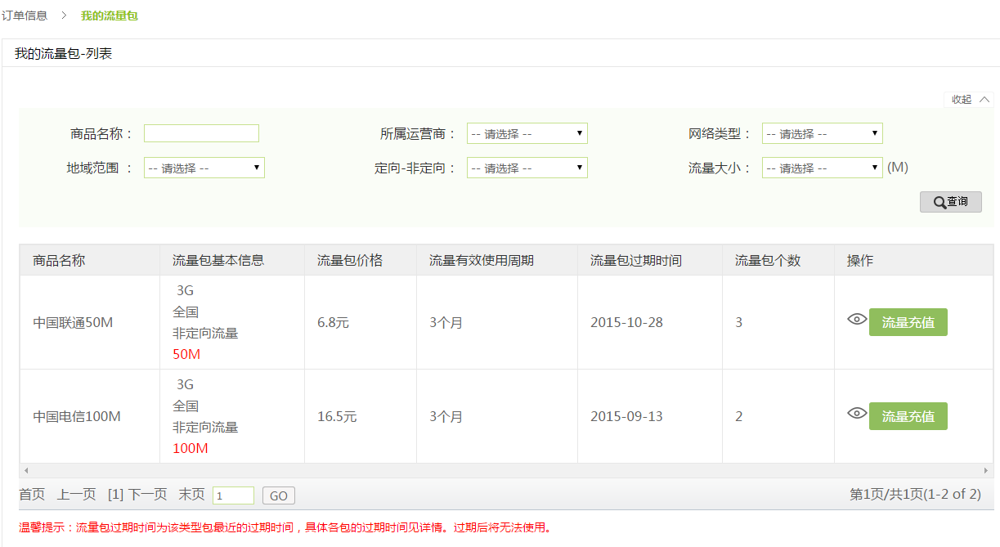 订单信息 > 我的流量包
我的流量包-列表
收起
商品名称： 所属运营商： -- 请选择 -- 网络类型： -- 请选择 --
地域范围 ： -- 请选择 -- 定向-非定向： -- 请选择 -- 流量大小： -- 请选择 -- (M)
查询
商品名称 流量包基本信息 流量包价格 流量有效使用周期 流量包过期时间 流量包个数 操作
中国联通50M 3G 6.8元 3个月 2015-10-28 3 流量充值
全国
非定向流量
50M
中国电信100M 3G 16.5元 3个月 2015-09-13 2 流量充值
全国
非定向流量
100M
首页 上一页 [1] 下一页 末页 1 GO 第1页/共1页(1-2 of 2)
温馨提示：流量包过期时间为该类型包最近的过期时间，具体各包的过期时间见详情。过期后将无法使用。